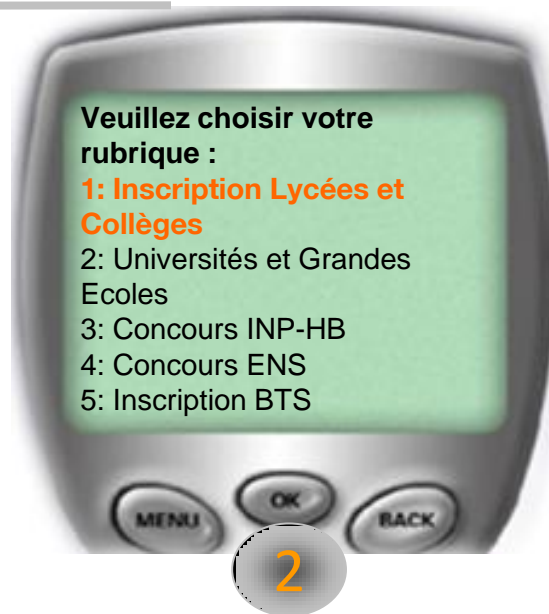 Veuillez choisir votre
rubrique :
1: Inscription Lycées et
Collèges
2: Universités et Grandes
Ecoles
3: Concours INP-HB
4: Concours ENS
5: Inscription BTS
MENU
OK
BACK
2